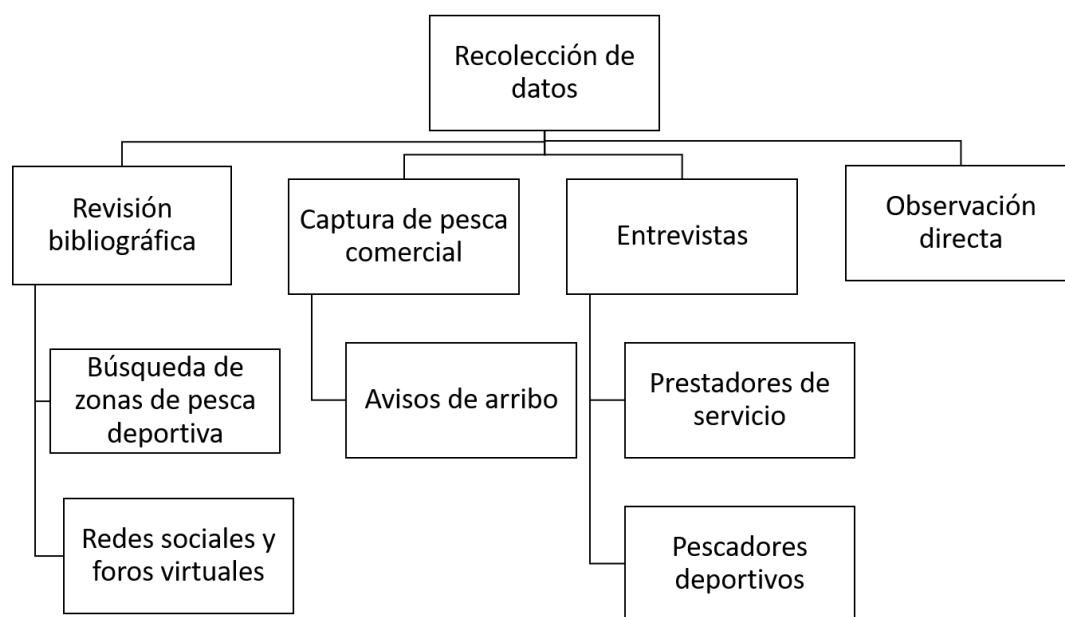 Recolección de
datos
Revisión
bibliográfica
Captura de pesca
comercial
Entrevistas
Observación
directa
Búsqueda de
zonas de pesca
deportiva
Avisos de arribo
Prestadores de
servicio
Redes sociales y
foros virtuales
Pescadores
deportivos